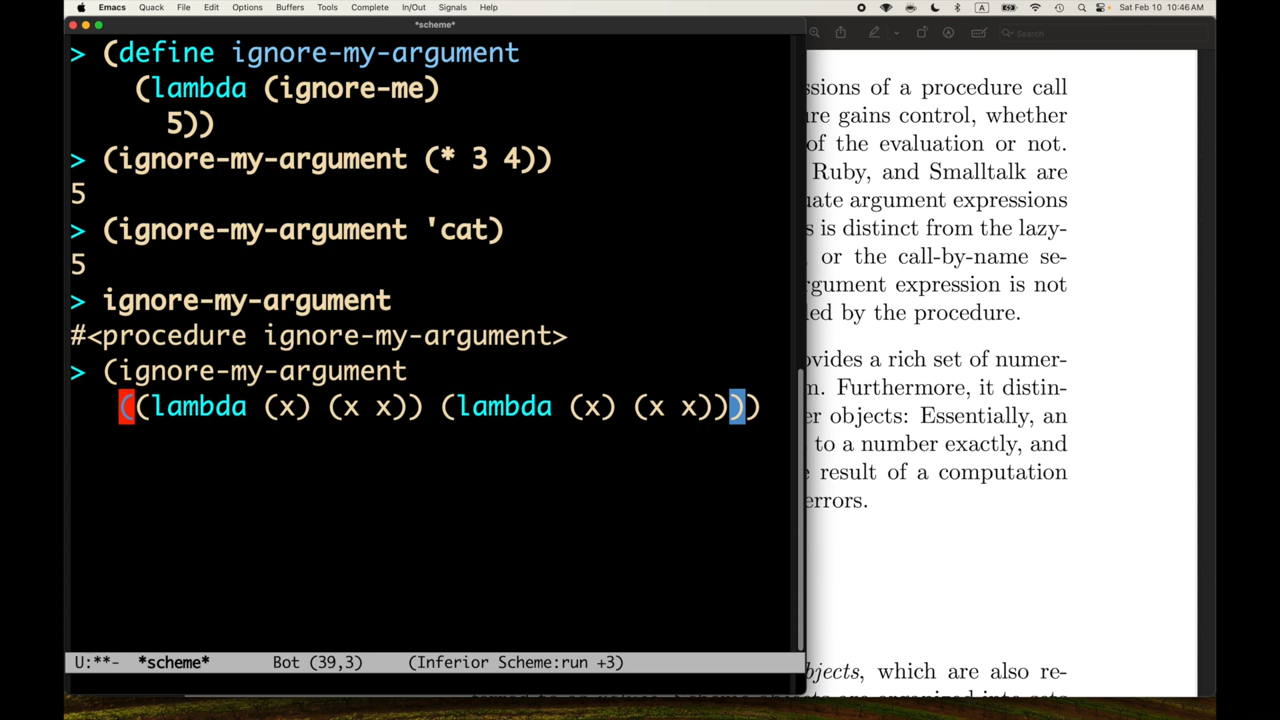 Emacs Quack File Edit Options Buffers Tools Complete In/Out Signals Help
A Sat Feb 10 10:46 AM
*scheme*
Search
> (define ignore-my-argument
(lambda (ignore-me)
5))
> (ignore-my-argument (* 3 4))
5
> (ignore-my-argument 'cat)
5
> ignore-my-argument
#<procedure ignore-my-argument>
> (ignore-my-argument
((lambda (x) (x x)) (lambda (x) (x x))))
U:**- *scheme* Bot (39,3) (Inferior Scheme:run +3)
ssions of a procedure call
gains control, whether
of the evaluation or not.
Ruby, and Smalltalk are
argument expressions
s is distinct from the lazy-
or the call-by-name se-
expression is not
by the procedure.
a rich set of numer-
Furthermore, it distin-
objects: Essentially, an
to a number exactly, and
result of a computation
errors.
which are also re-